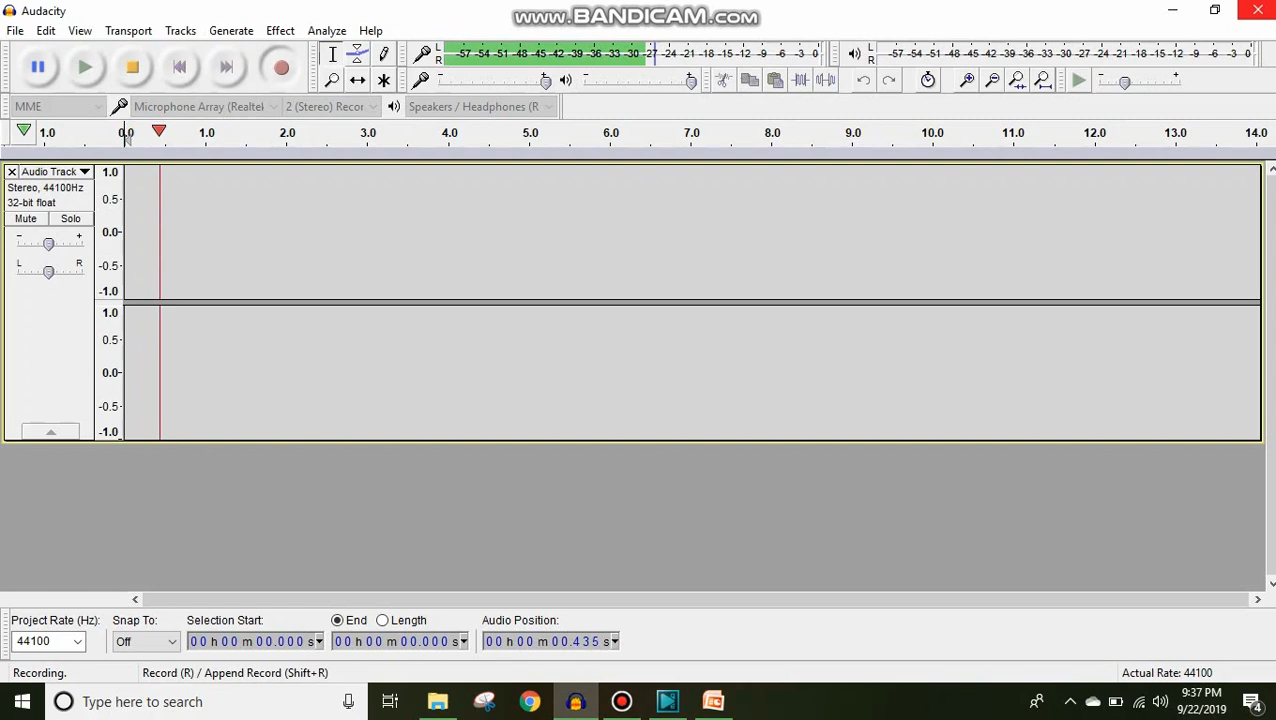 Audacity
www.BANDICAM.com
File Edit View Transport Tracks Generate Effect Analyze Help
L R -57 -54 -51 -48 -45 -42 -39 -36 -33 -30 -27 -24 -21 -18 -15 -12 -9 -6 -3 0
L R -57 -54 -51 -48 -45 -42 -39 -36 -33 -30 -27 -24 -21 -18 -15 -12 -9 -6 -3 0
- + - + - +
MME Microphone Array (Realtek 2 (Stereo) Recor Speakers / Headphones (R
1.0 0.0 1.0 2.0 3.0 4.0 5.0 6.0 7.0 8.0 9.0 10.0 11.0 12.0 13.0 14.0
Audio Track 1.0
Stereo, 44100Hz
32-bit float 0.5
Mute Solo
- + 0.0
L R -0.5
-1.0
1.0
0.5
0.0
-0.5
-1.0
Project Rate (Hz): Snap To: Selection Start: End Length Audio Position:
44100 Off 00 h 00 m 00.000 s 00 h 00 m 00.000 s 00 h 00 m 00.435 s
Recording. Record (R) / Append Record (Shift+R) Actual Rate: 44100
Type here to search 9:37 PM
9/22/2019 4